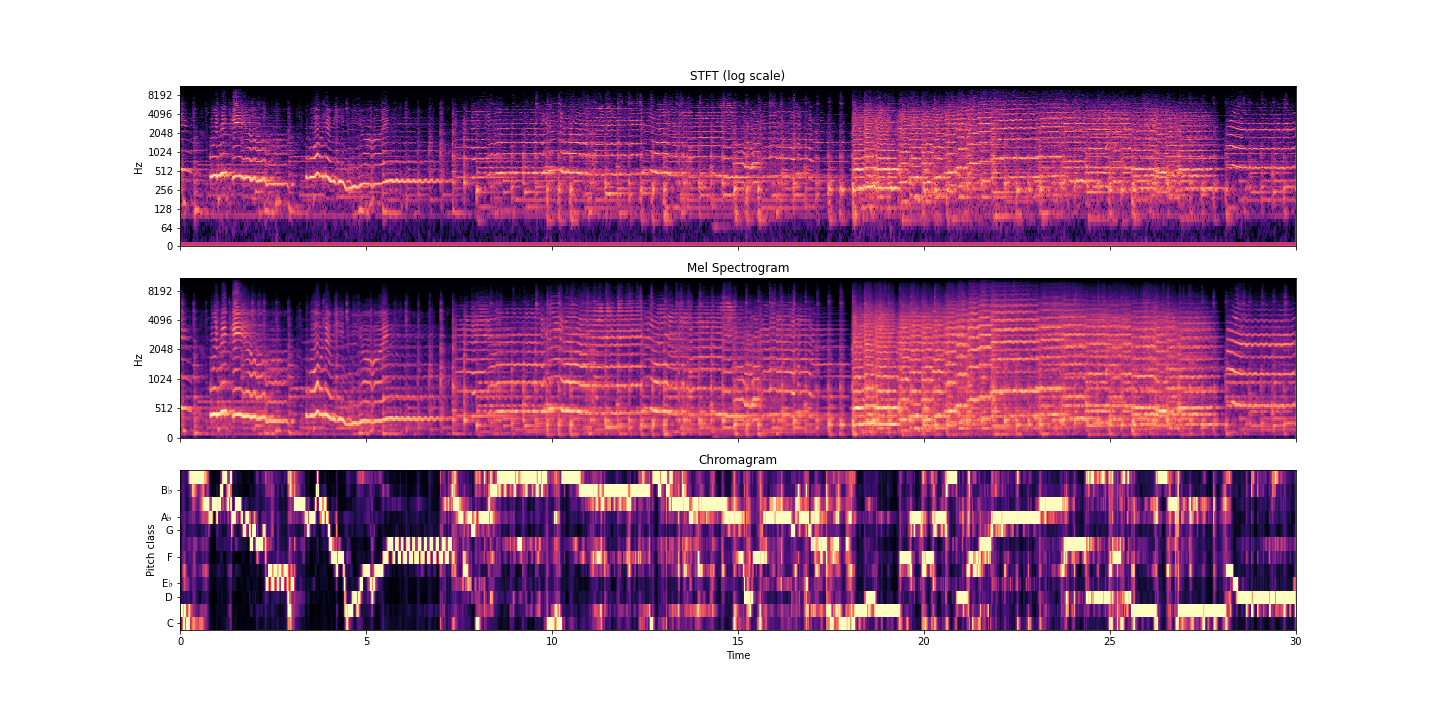 STFT (log scale)
8192
4096
2048
1024
512
256
128
64
0
Hz
Mel Spectrogram
8192
4096
2048
1024
512
0
Hz
Chromagram
B♭
A♭
G
F
E♭
D
C
Pitch class
0 5 10 15 20 25 30
Time